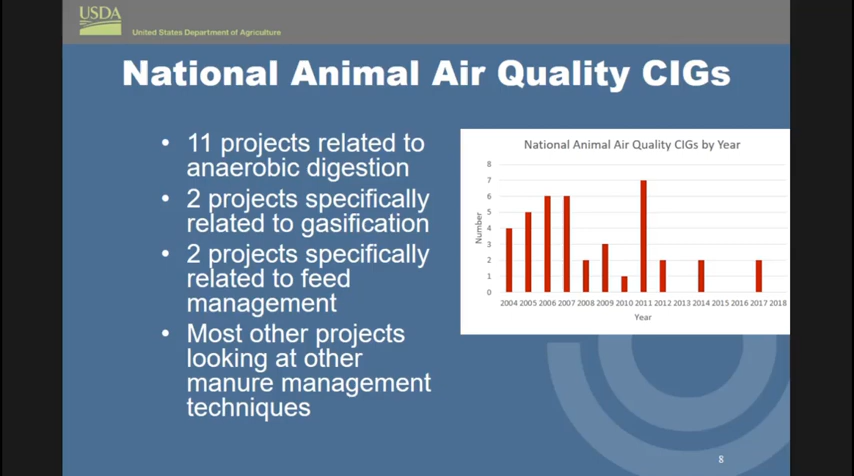 USDA
United States Department of Agriculture
National Animal Air Quality CIGs
• 11 projects related to
anaerobic digestion
• 2 projects specifically
related to gasification
• 2 projects specifically
related to feed
management
• Most other projects
looking at other
manure management
techniques
National Animal Air Quality CIGs by Year
8
7
6
5
4
3
2
1
0
Number
2004 2005 2006 2007 2008 2009 2010 2011 2012 2013 2014 2015 2016 2017 2018
Year
8